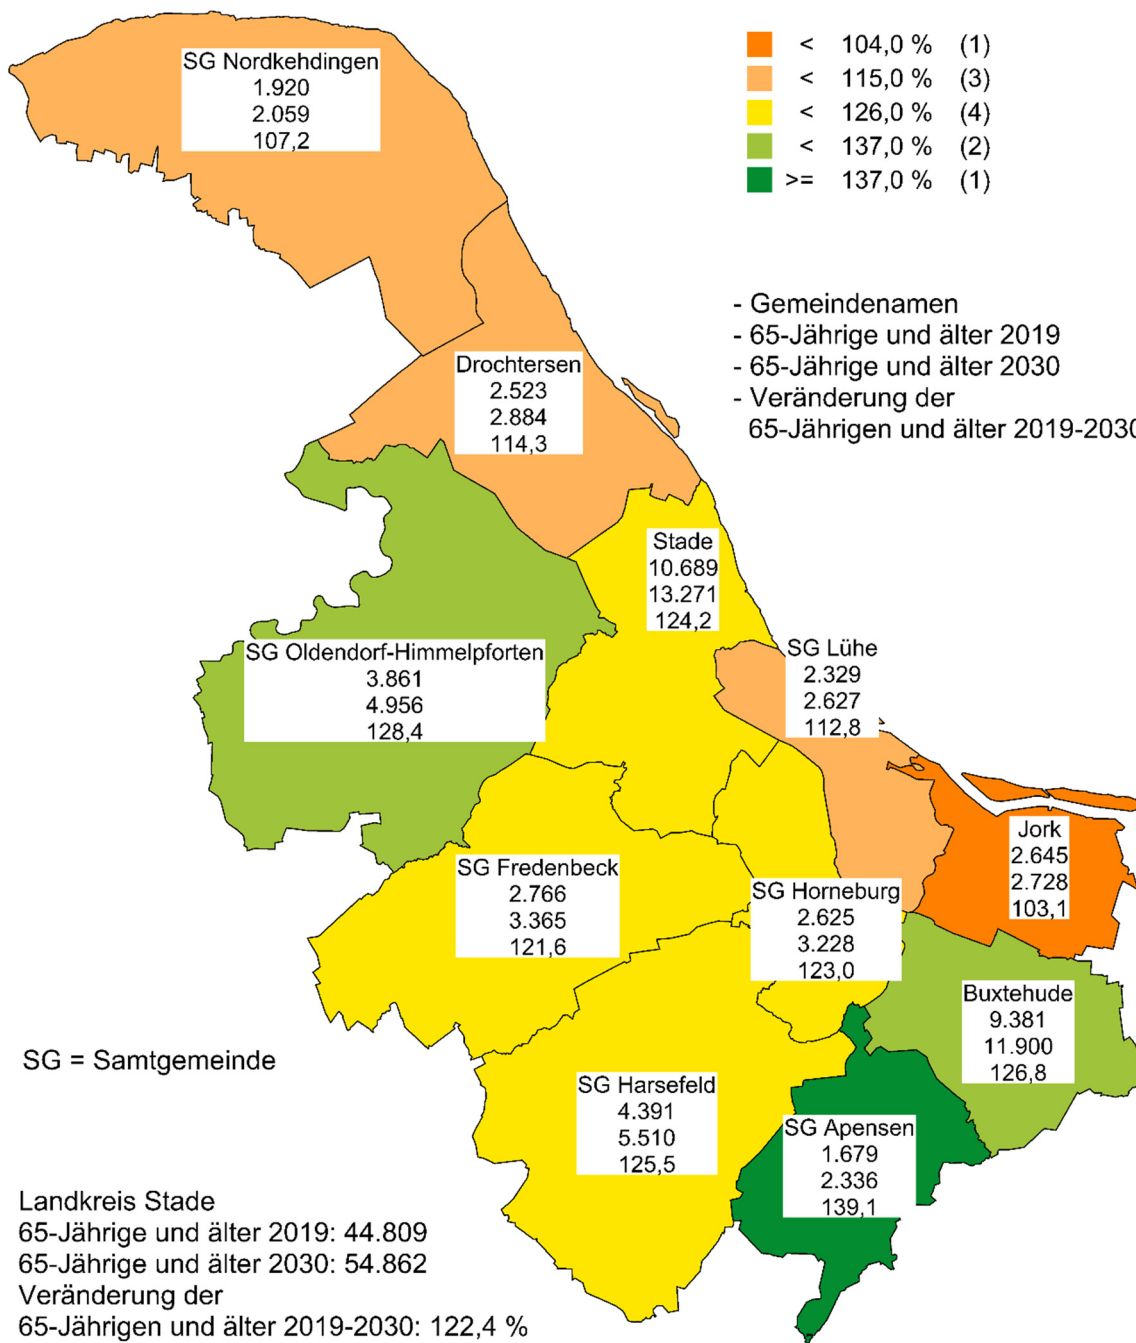 SG Nordkehdingen
1.920
2.059
107,2
< 104,0 % (1)
< 115,0 % (3)
< 126,0 % (4)
< 137,0 % (2)
>= 137,0 % (1)
- Gemeindenamen
- 65-Jährige und älter 2019
- 65-Jährige und älter 2030
- Veränderung der
65-Jährigen und älter 2019-2030
Drochtersen
2.523
2.884
114,3
Stade
10.689
13.271
124,2
SG Oldendorf-Himmelpforten
3.861
4.956
128,4
SG Lühe
2.329
2.627
112,8
Jork
2.645
2.728
103,1
SG Fredenbeck
2.766
3.365
121,6
SG Horneburg
2.625
3.228
123,0
Buxtehude
9.381
11.900
126,8
SG = Samtgemeinde
SG Harsefeld
4.391
5.510
125,5
SG Apensen
1.679
2.336
139,1
Landkreis Stade
65-Jährige und älter 2019: 44.809
65-Jährige und älter 2030: 54.862
Veränderung der
65-Jährigen und älter 2019-2030: 122,4 %